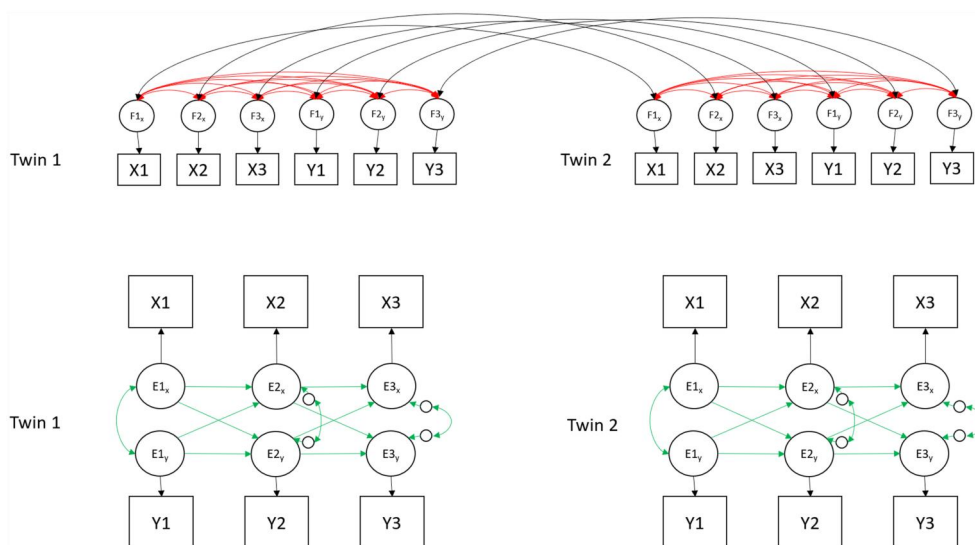 F1x F2x F3x F1y F2y F3y F1x F2x F3x F1y F2y F3y
Twin 1 X1 X2 X3 Y1 Y2 Y3 Twin 2 X1 X2 X3 Y1 Y2 Y3
X1 X2 X3 X1 X2 X3
E1x E2x E3x E1x E2x E3x
Twin 1 Twin 2
E1y E2y E3y E1y E2y E3y
Y1 Y2 Y3 Y1 Y2 Y3